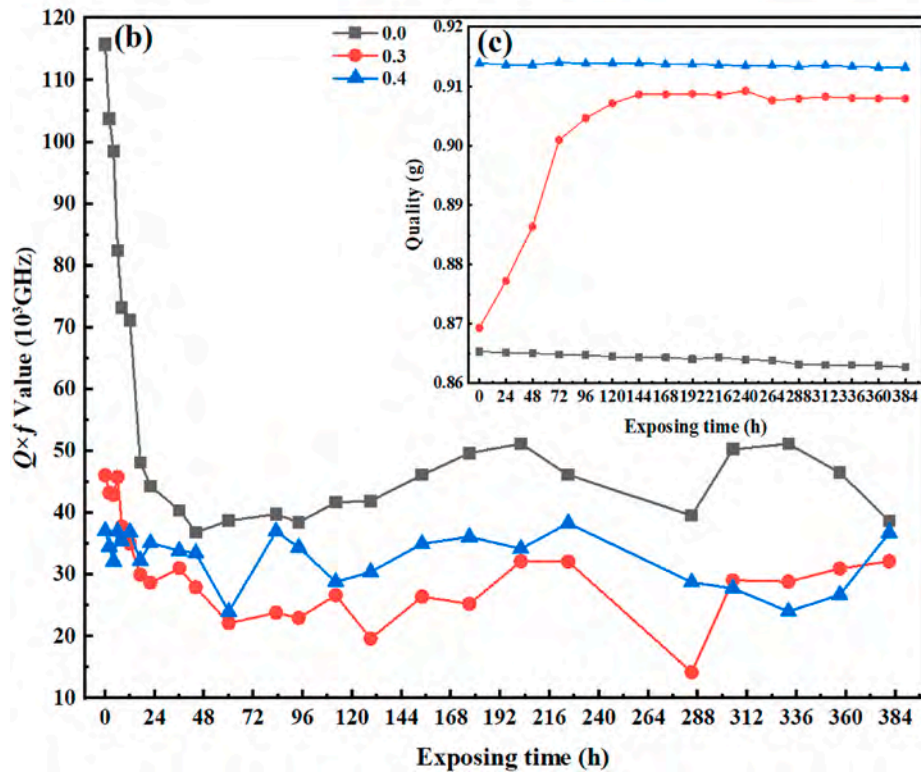 (b)
0.0
0.3
0.4
120
115
110
100
90
80
70
60
50
40
30
20
10
Q×f Value (10³GHz)
0 24 48 72 96 120 144 168 192 216 240 264 288 312 336 360 384
Exposing time (h)
(c)
0.92
0.91
0.90
0.89
0.88
0.87
0.86
Quality (g)
0 24 48 72 96 120 144 168 192 216 240 264 288 312 336 360 384
Exposing time (h)